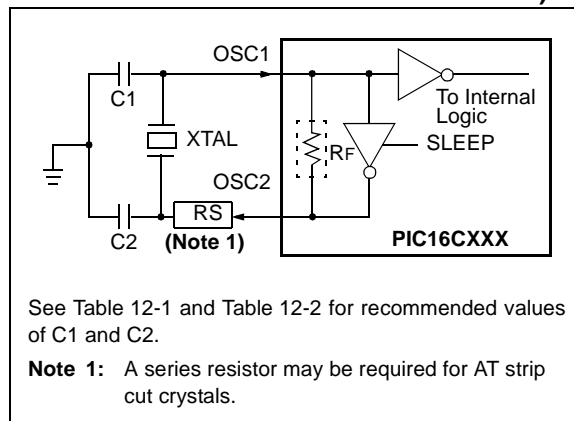 OSC1
C1
To Internal
Logic
XTAL
RF
SLEEP
OSC2
RS
C2
(Note 1)
PIC16CXXX
See Table 12-1 and Table 12-2 for recommended values
of C1 and C2.
Note 1: A series resistor may be required for AT strip
cut crystals.